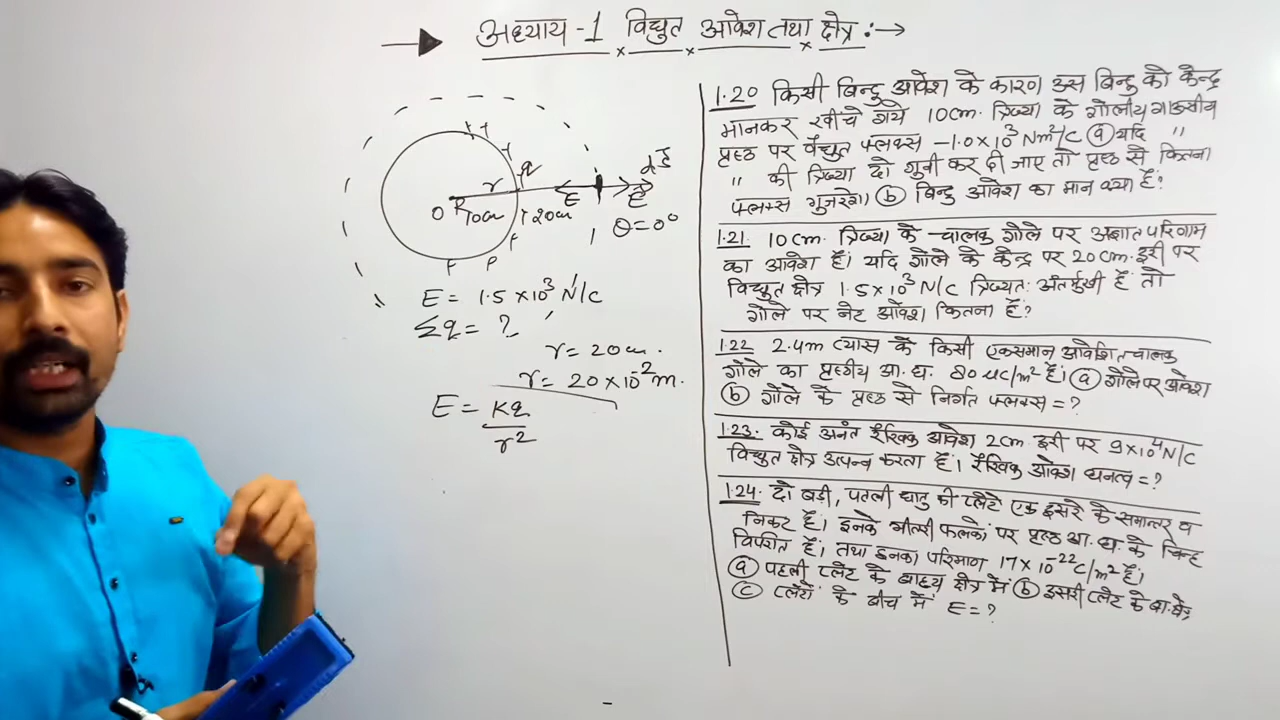 अध्याय -1 विद्युत आवेश तथा क्षेत्र :→
1.20 किसी बिन्दु आवेश के कारण उस बिन्दु को केन्द्र
मानकर खींचे गये 10cm. त्रिज्या के गोलीय गाऊसीय
पृष्ठ पर वैद्युत फ्लक्स -1.0×10³ Nm²/C (a) यदि "
" की त्रिज्या दो गुनी कर दी जाए तो पृष्ठ से कितना
फ्लक्स गुजरेगा (b) बिन्दु आवेश का मान क्या है?
1.21. 10cm. त्रिज्या के चालक गोले पर अज्ञात परिणाम
का आवेश है। यदि गोले के केन्द्र पर 20cm. दूरी पर
विद्युत क्षेत्र 1.5×10³ N/C त्रिज्यतः अंतर्मुखी है तो
गोले पर नेट आवेश कितना है?
1.22 2.4m व्यास के किसी एकसमान आवेशित चालक
गोले का पृष्ठीय आ.घ. 80 μC/m² है। (a) गोले पर आवेश
(b) गोले के पृष्ठ से निर्गत फ्लक्स = ?
1.23. कोई अनंत रैखिक आवेश 2cm दूरी पर 9×10⁴ N/C
विद्युत क्षेत्र उत्पन्न करता है। रैखिक आवेश घनत्व = ?
1.24. दो बड़ी, पतली धातु की प्लेटे एक दूसरे के समान्तर व
निकट है। इनके भीतरी फलकों पर पृष्ठ आ. घ. के चिन्ह
विपरीत है। तथा इनका परिमाण 17×10⁻²² C/m² है।
(a) पहली प्लेट के बाह्य क्षेत्र में (b) दूसरी प्लेट के बा. क्षेत्र
(c) प्लेटों के बीच में E = ?
q
r
dE
E
E
O
R
10cm
r 20cm
θ = 0°
E = 1.5 × 10³ N/C
Σq = ?
r = 20cm.
r = 20 × 10⁻² m.
E = Kq
r²